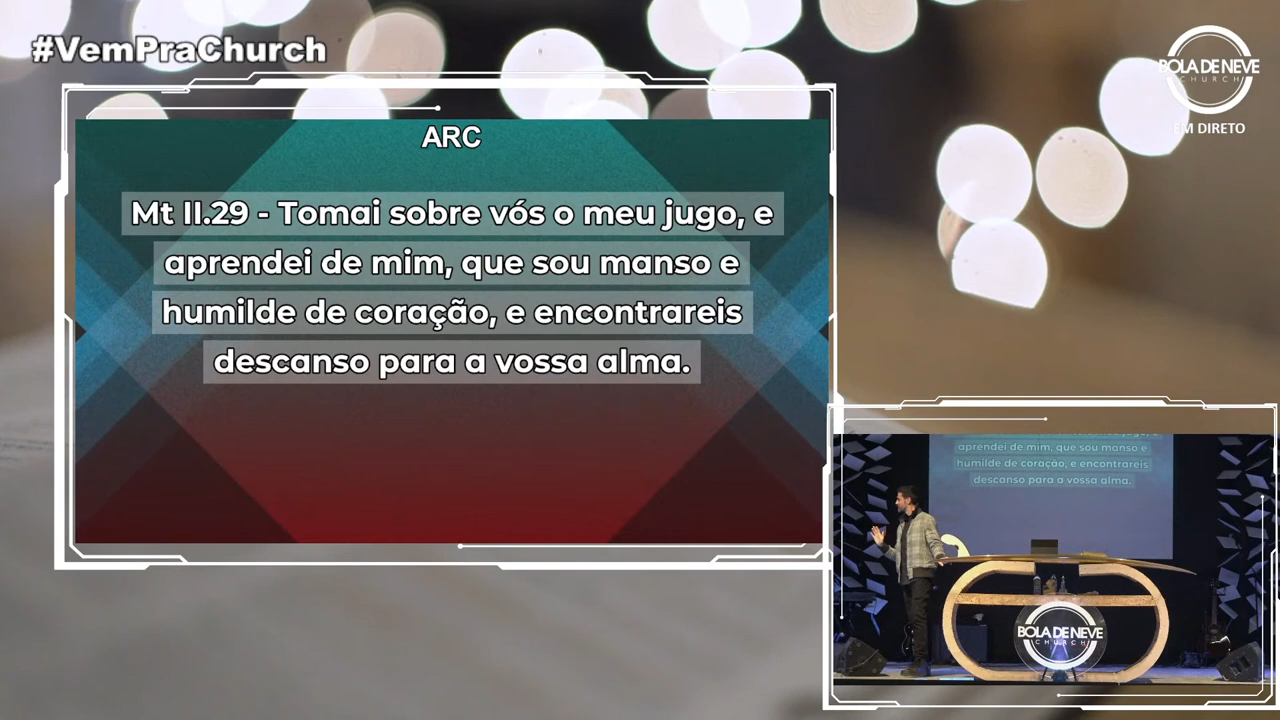 #VemPraChurch
BOLA DE NEVE
CHURCH
EM DIRETO
ARC
Mt II.29 - Tomai sobre vós o meu jugo, e
aprendei de mim, que sou manso e
humilde de coração, e encontrareis
descanso para a vossa alma.
aprendei de mim, que sou manso e
humilde de coração, e encontrareis
descanso para a vossa alma.
BOLA DE NEVE
CHURCH